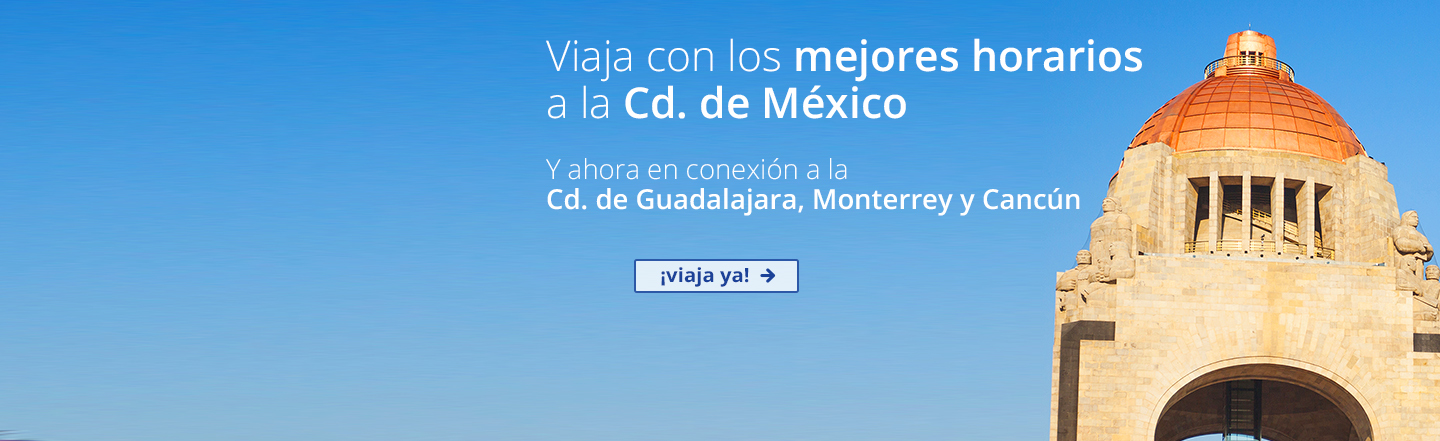 Viaja con los mejores horarios
a la Cd. de México
Y ahora en conexión a la
Cd. de Guadalajara, Monterrey y Cancún
¡viaja ya! →